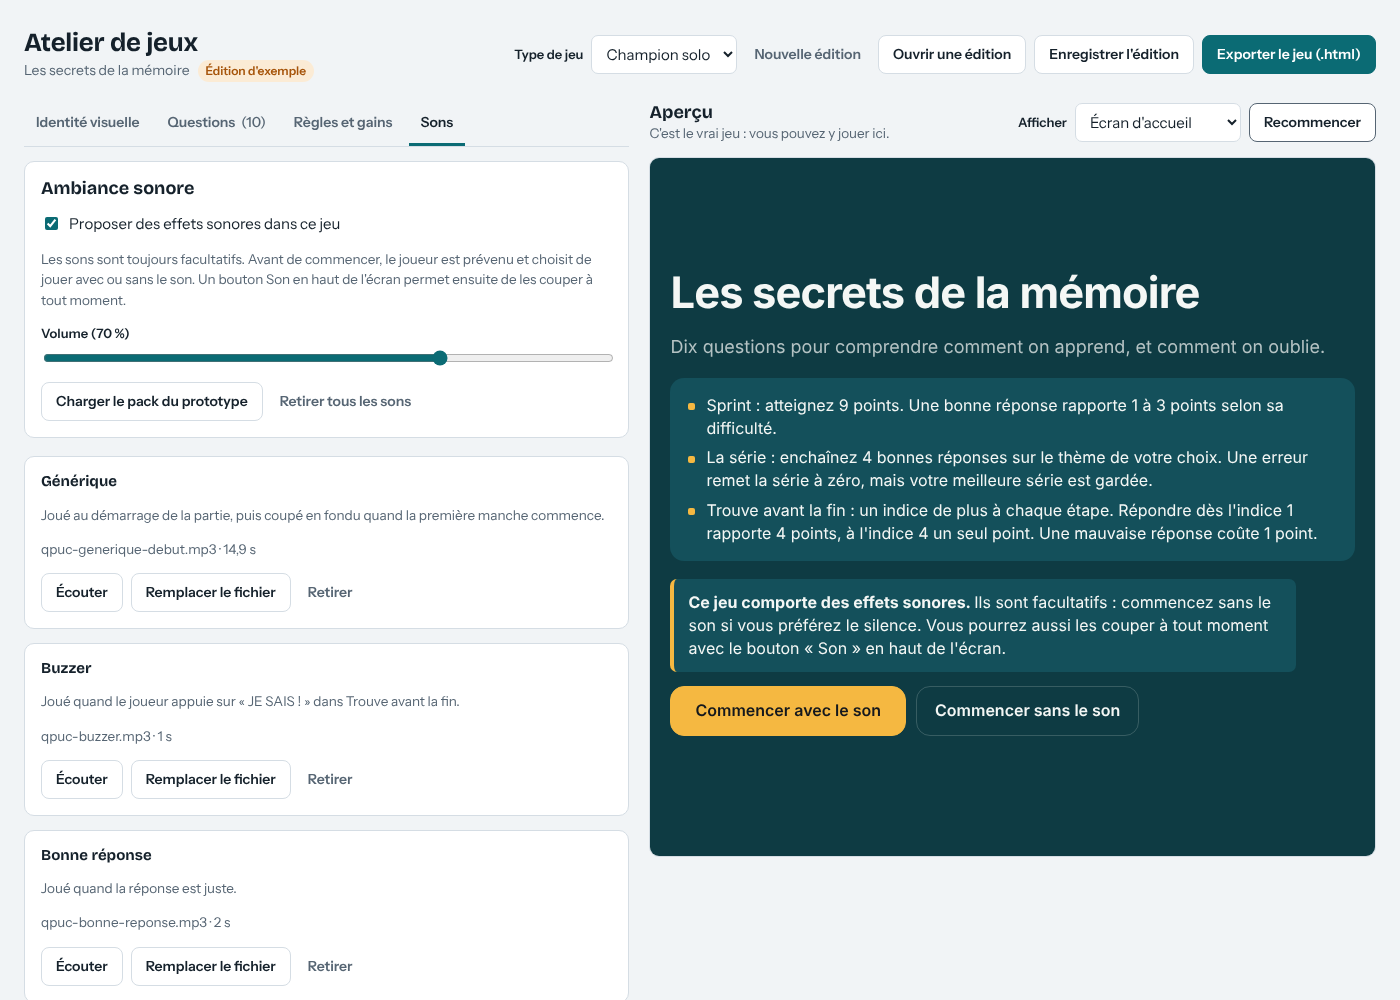 Atelier de jeux
Les secrets de la mémoire Édition d'exemple
Type de jeu Champion solo Nouvelle édition Ouvrir une édition Enregistrer l'édition Exporter le jeu (.html)
Identité visuelle Questions (10) Règles et gains Sons
Ambiance sonore
Proposer des effets sonores dans ce jeu
Les sons sont toujours facultatifs. Avant de commencer, le joueur est prévenu et choisit de
jouer avec ou sans le son. Un bouton Son en haut de l'écran permet ensuite de les couper à
tout moment.
Volume (70 %)
Charger le pack du prototype Retirer tous les sons
Générique
Joué au démarrage de la partie, puis coupé en fondu quand la première manche commence.
qpuc-generique-debut.mp3 · 14,9 s
Écouter Remplacer le fichier Retirer
Buzzer
Joué quand le joueur appuie sur « JE SAIS ! » dans Trouve avant la fin.
qpuc-buzzer.mp3 · 1 s
Écouter Remplacer le fichier Retirer
Bonne réponse
Joué quand la réponse est juste.
qpuc-bonne-reponse.mp3 · 2 s
Écouter Remplacer le fichier Retirer
Aperçu
C'est le vrai jeu : vous pouvez y jouer ici.
Afficher Écran d'accueil Recommencer
Les secrets de la mémoire
Dix questions pour comprendre comment on apprend, et comment on oublie.
Sprint : atteignez 9 points. Une bonne réponse rapporte 1 à 3 points selon sa
difficulté.
La série : enchaînez 4 bonnes réponses sur le thème de votre choix. Une erreur
remet la série à zéro, mais votre meilleure série est gardée.
Trouve avant la fin : un indice de plus à chaque étape. Répondre dès l'indice 1
rapporte 4 points, à l'indice 4 un seul point. Une mauvaise réponse coûte 1 point.
Ce jeu comporte des effets sonores. Ils sont facultatifs : commencez sans le
son si vous préférez le silence. Vous pourrez aussi les couper à tout moment
avec le bouton « Son » en haut de l'écran.
Commencer avec le son Commencer sans le son